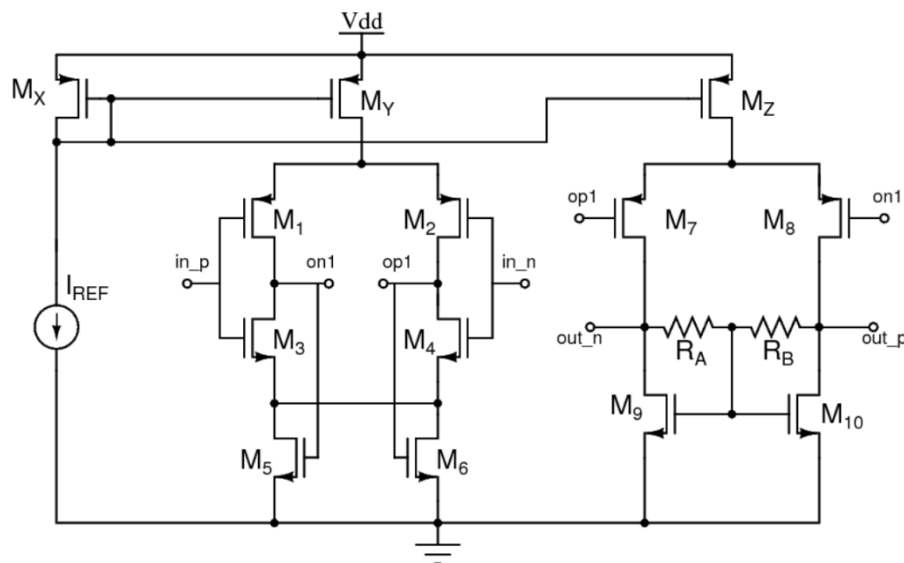 Vdd
M_X
M_Y
M_Z
M_1
M_2
op1
M_7
M_8
on1
in_p
on1
op1
in_n
I_REF
M_3
M_4
out_n
R_A
R_B
out_p
M_5
M_6
M_9
M_10